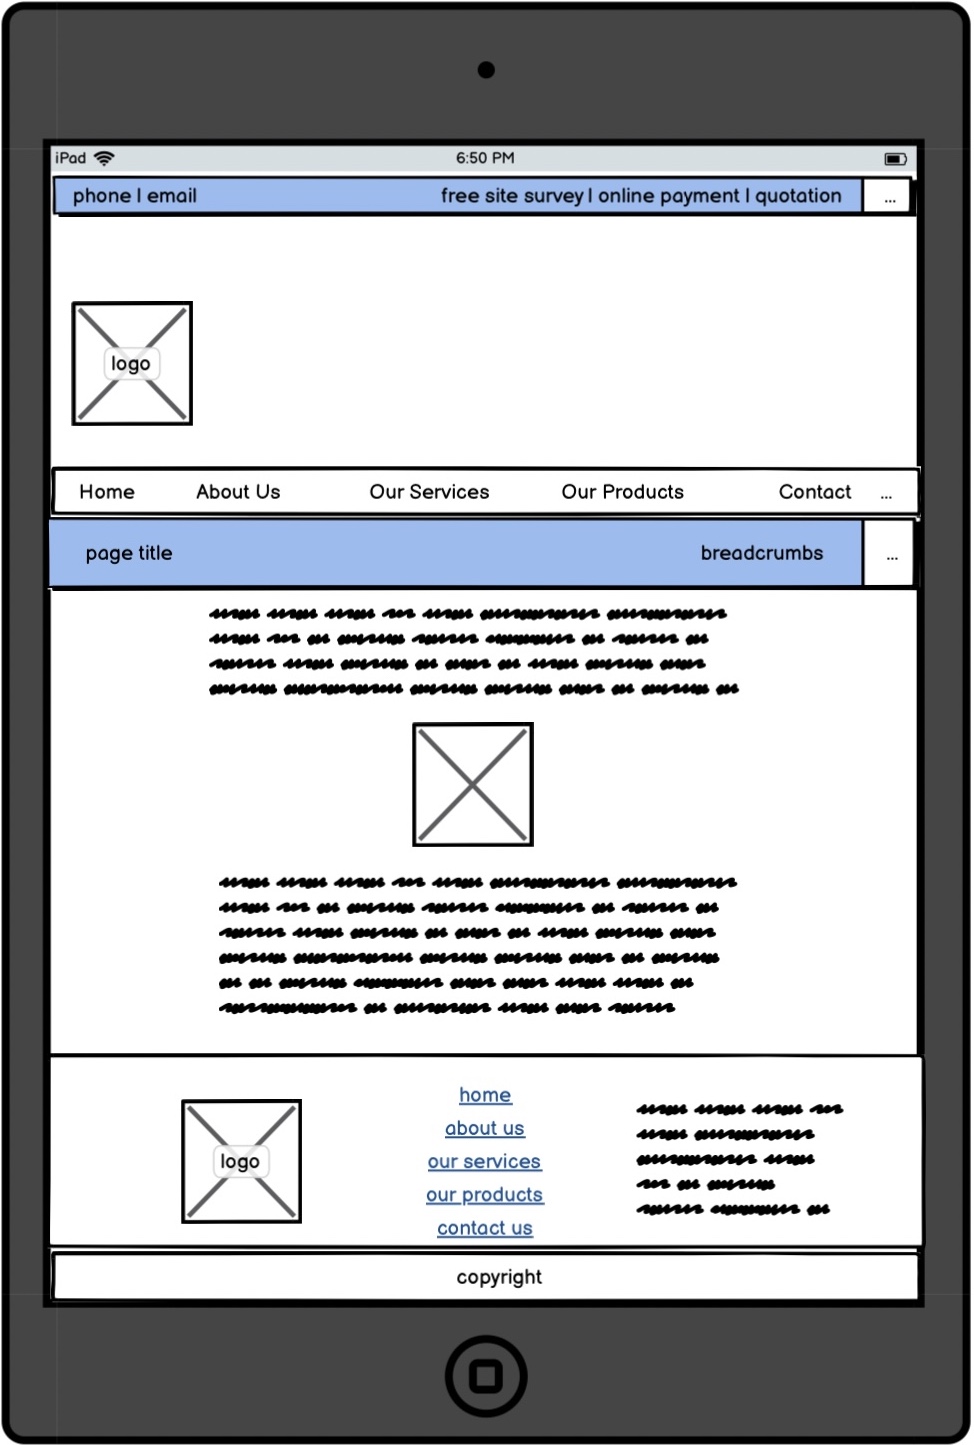 iPad 6:50 PM
phone | email free site survey | online payment | quotation ...
logo
Home About Us Our Services Our Products Contact ...
page title breadcrumbs ...
home
about us
our services
our products
contact us
logo
copyright